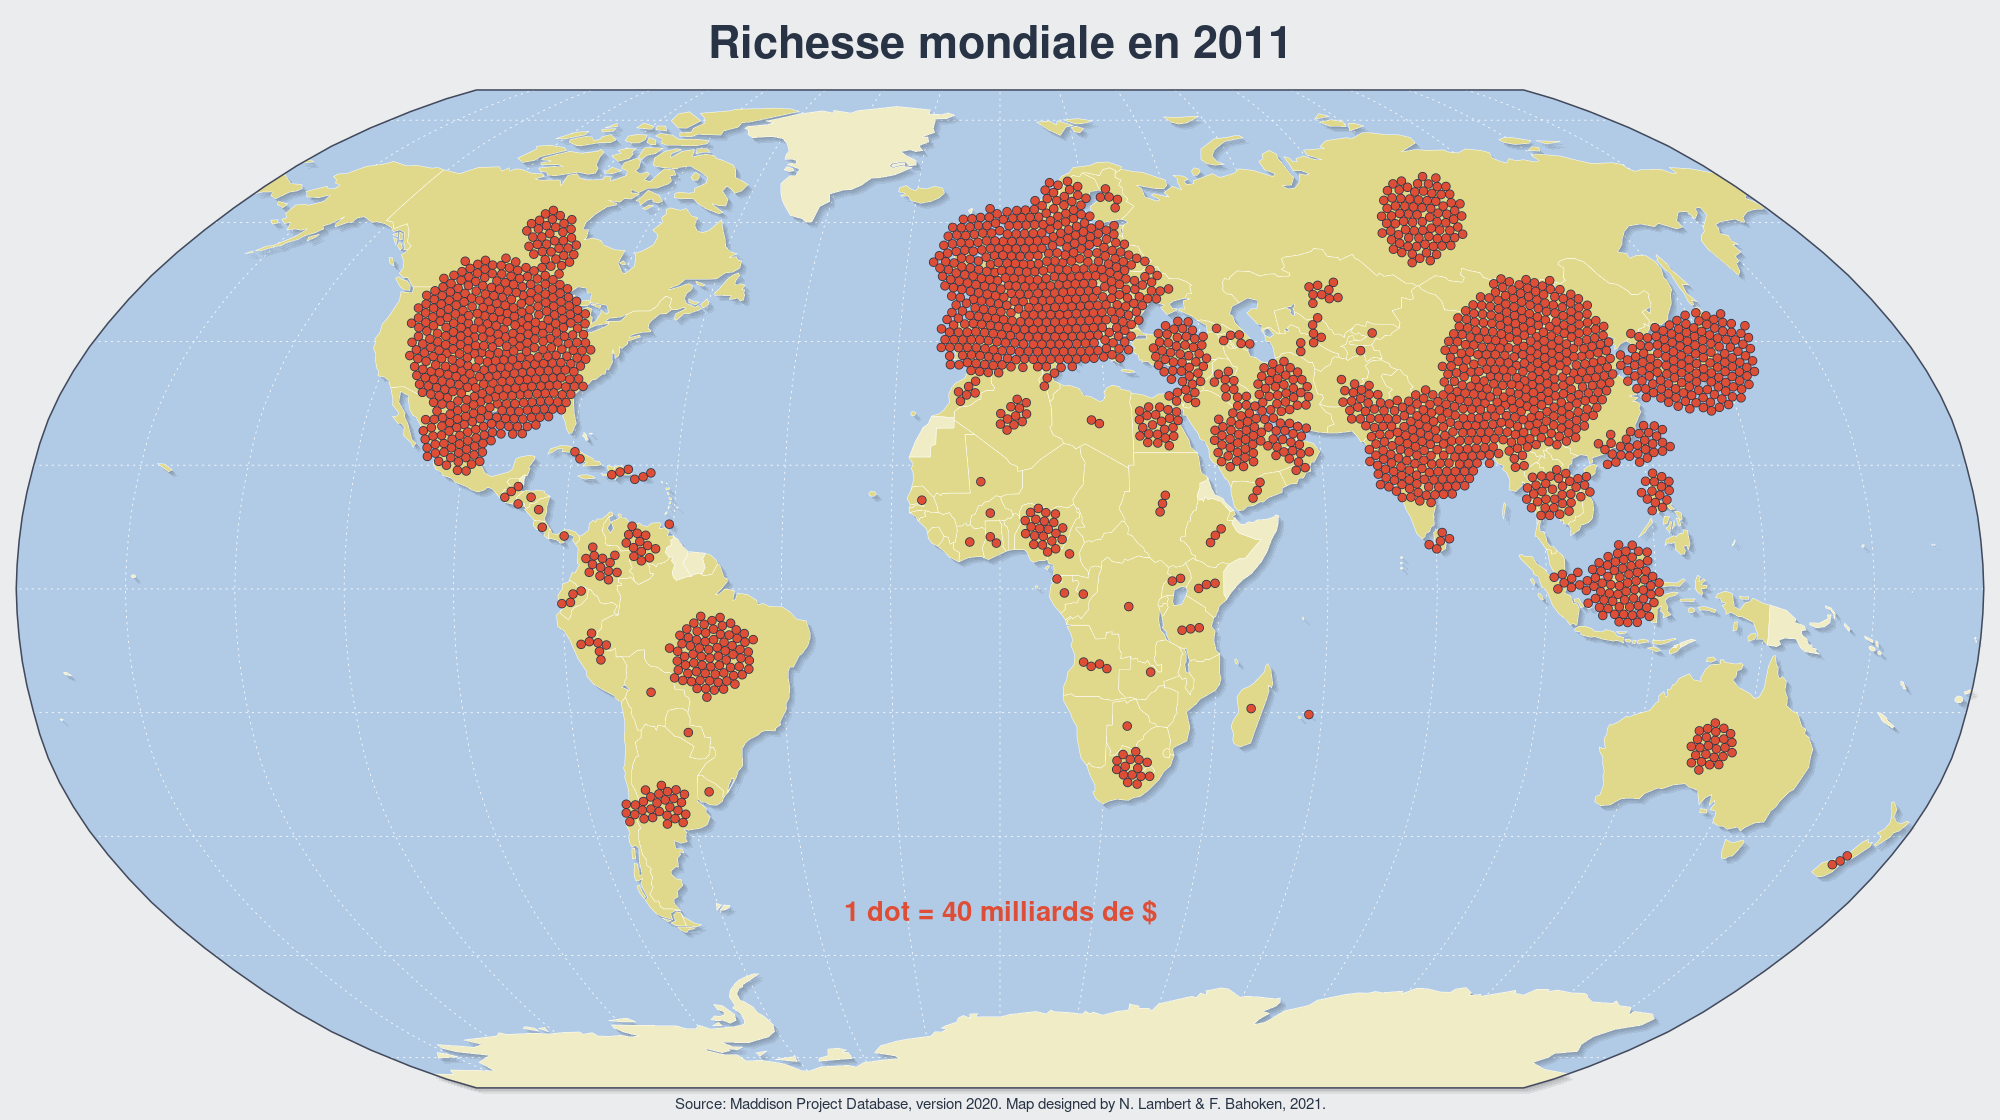 Richesse mondiale en 2011
1 dot = 40 milliards de $
Source: Maddison Project Database, version 2020. Map designed by N. Lambert & F. Bahoken, 2021.